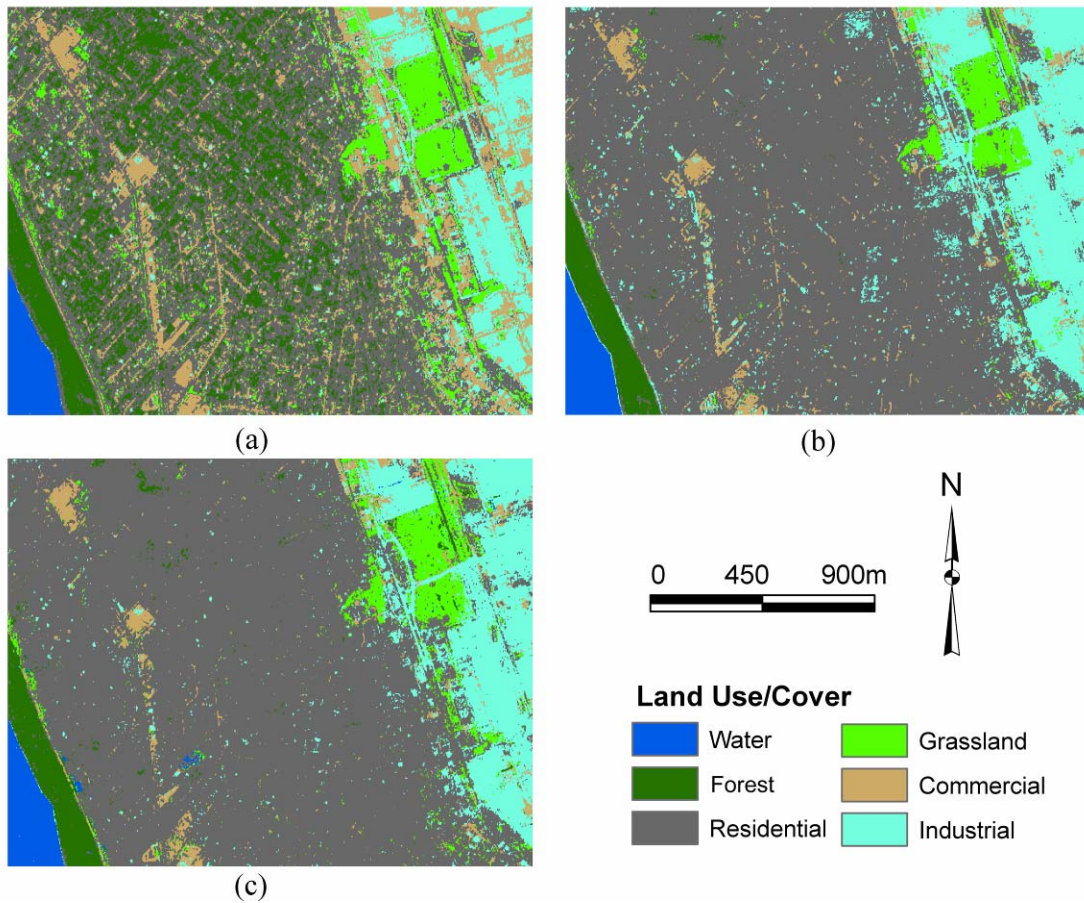 (a)
(b)
(c)
N
0 450 900m
Land Use/Cover
Water
Grassland
Forest
Commercial
Residential
Industrial